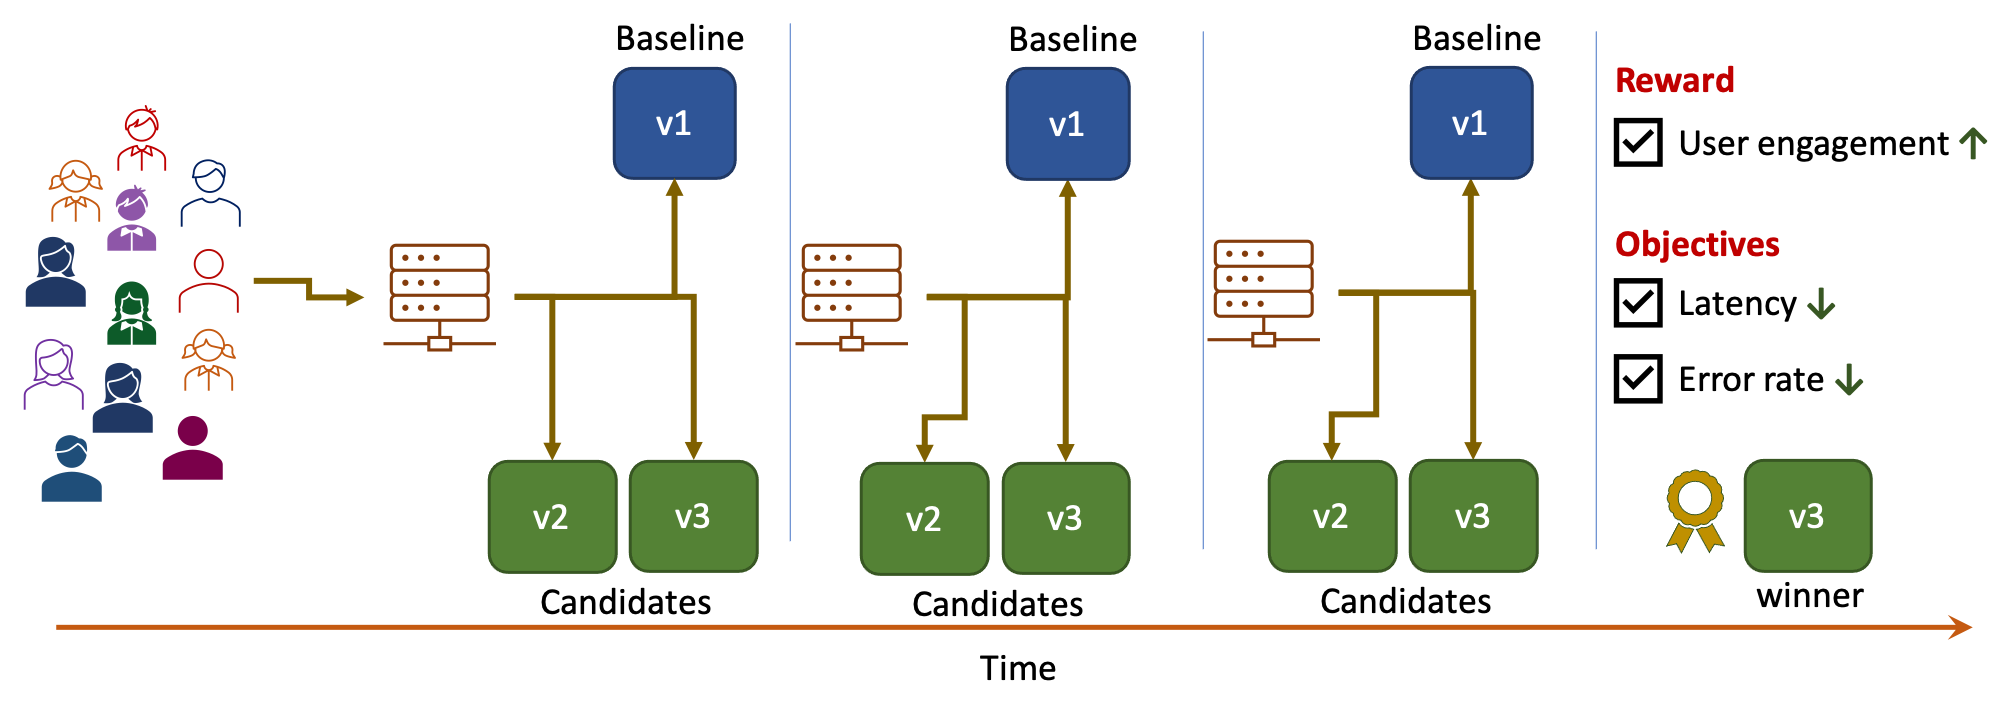 Baseline
v1
v2
v3
Candidates
Baseline
v1
v2
v3
Candidates
Baseline
v1
v2
v3
Candidates
Reward
User engagement ↑
Objectives
Latency ↓
Error rate ↓
v3
winner
Time